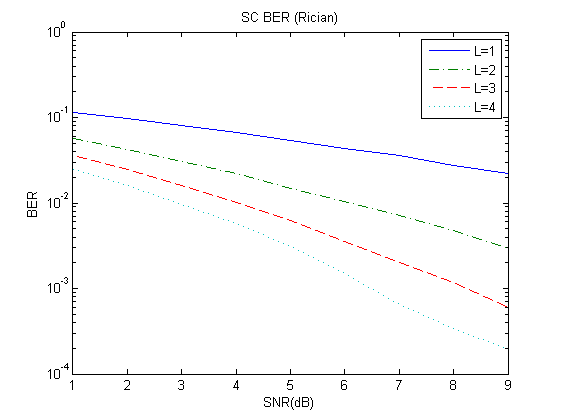 SC BER (Rician)
10^0
10^-1
10^-2
10^-3
10^-4
BER
L=1
L=2
L=3
L=4
1 2 3 4 5 6 7 8 9
SNR(dB)